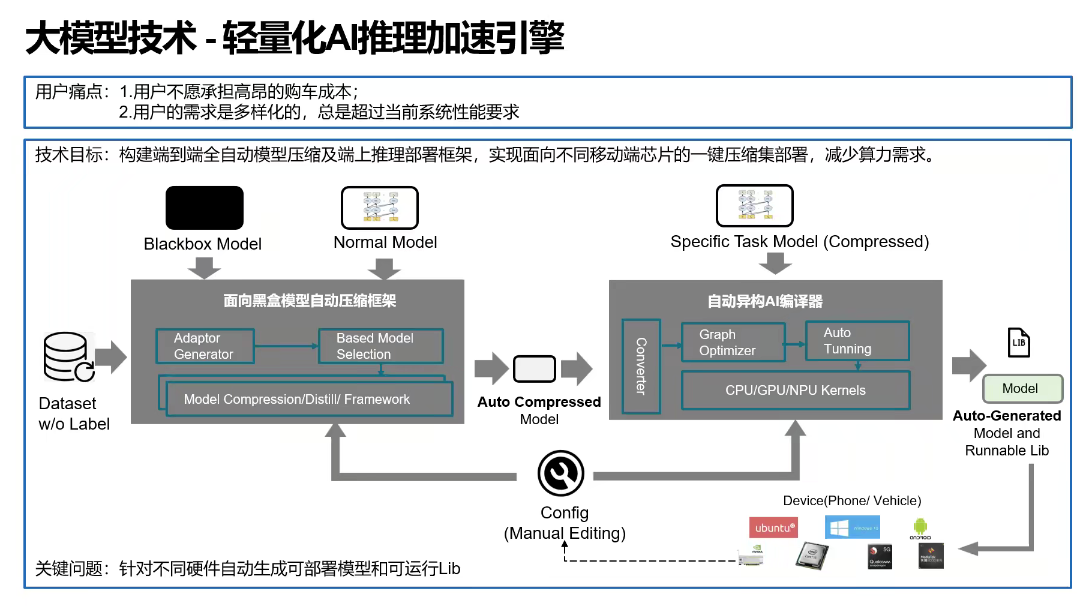 大模型技术 - 轻量化AI推理加速引擎
用户痛点：1.用户不愿承担高昂的购车成本；
2.用户的需求是多样化的，总是超过当前系统性能要求
技术目标：构建端到端全自动模型压缩及端上推理部署框架，实现面向不同移动端芯片的一键压缩集部署，减少算力需求。
Blackbox Model
Normal Model
Specific Task Model (Compressed)
面向黑盒模型自动压缩框架
Adaptor
Generator
Based Model
Selection
Model Compression/Distill/ Framework
Dataset
w/o Label
Auto Compressed
Model
自动异构AI编译器
Converter
Graph
Optimizer
Auto
Tunning
CPU/GPU/NPU Kernels
LIB
Model
Auto-Generated
Model and
Runnable Lib
Config
(Manual Editing)
Device(Phone/ Vehicle)
ubuntu
ANDROID
5G
Qualcomm
关键问题：针对不同硬件自动生成可部署模型和可运行Lib